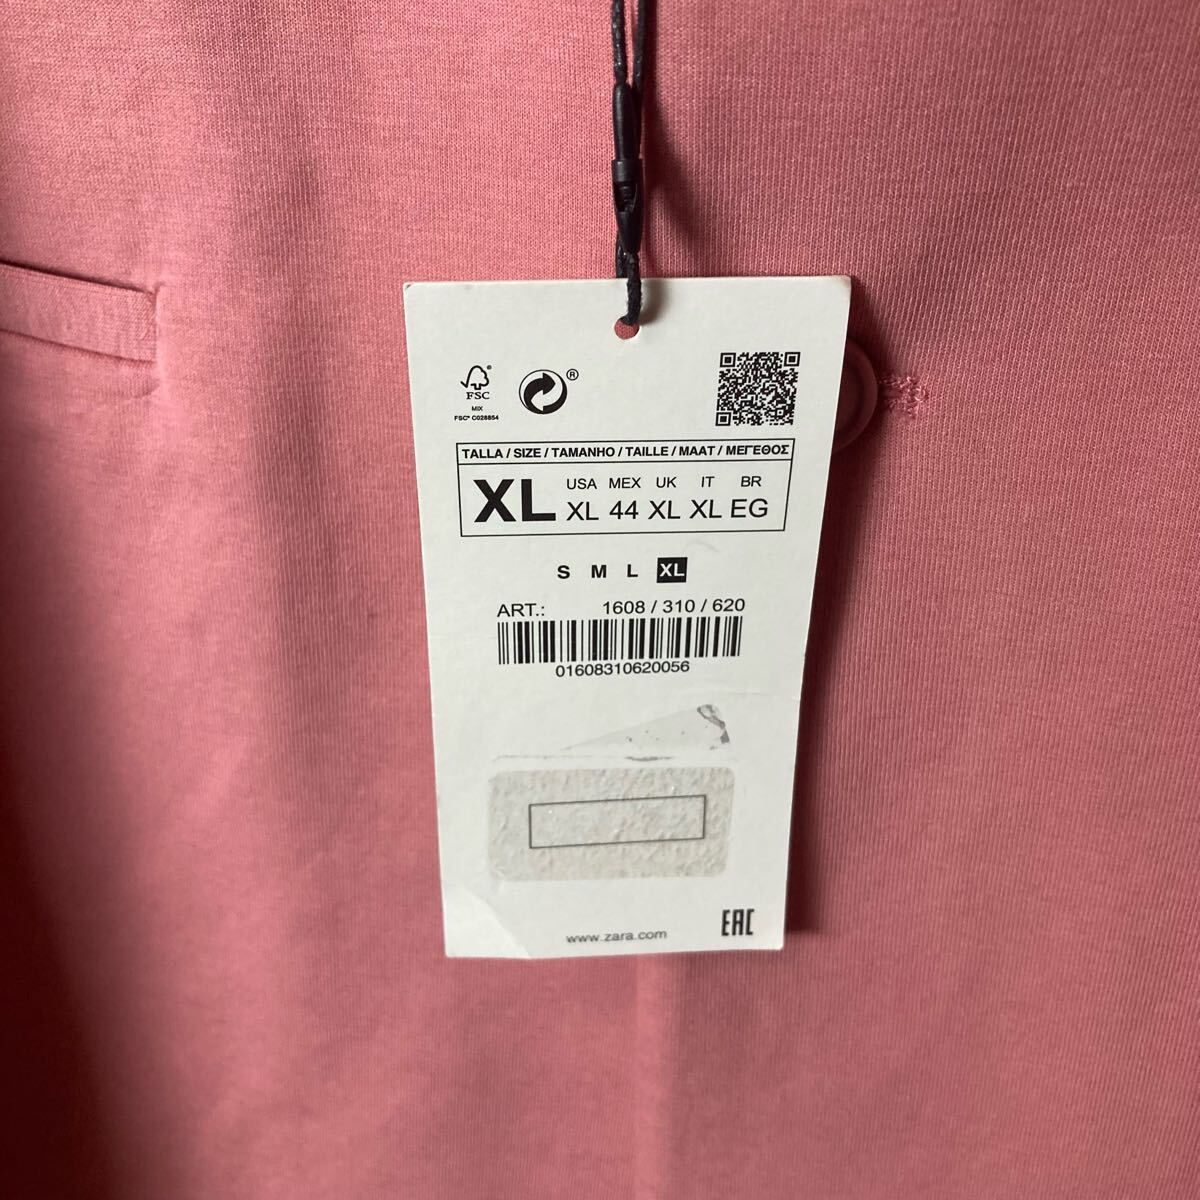 FSC
MIX
FSC® C028854
TALLA / SIZE / TAMANHO / TAILLE / MAAT / ΜΕΓΕΘΟΣ
XL
USA MEX UK IT BR
XL 44 XL XL EG
S M L XL
ART.: 1608 / 310 / 620
01608310620056
www.zara.com
EAC